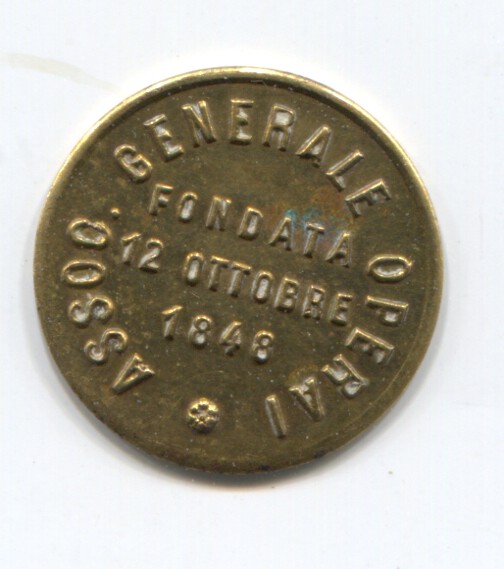 ASSOC. GENERALE OPERAI
FONDATA
12 OTTOBRE
1848